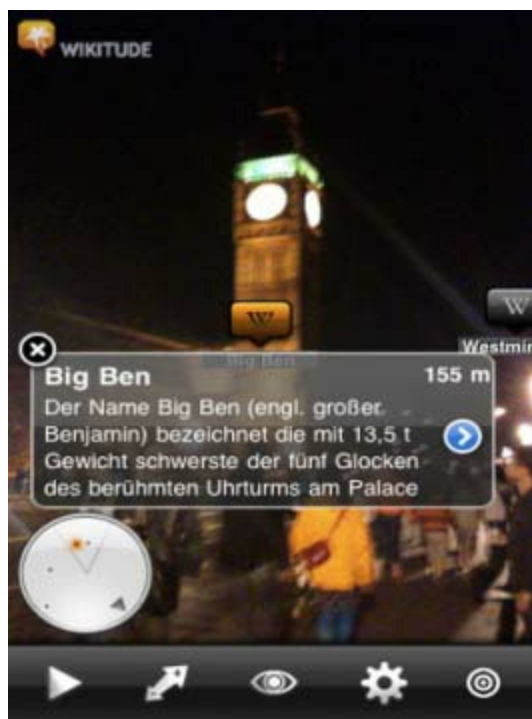 WIKITUDE
W
W
Westmin
Big Ben
Big Ben
155 m
Der Name Big Ben (engl. großer
Benjamin) bezeichnet die mit 13,5 t
Gewicht schwerste der fünf Glocken
des berühmten Uhrturms am Palace